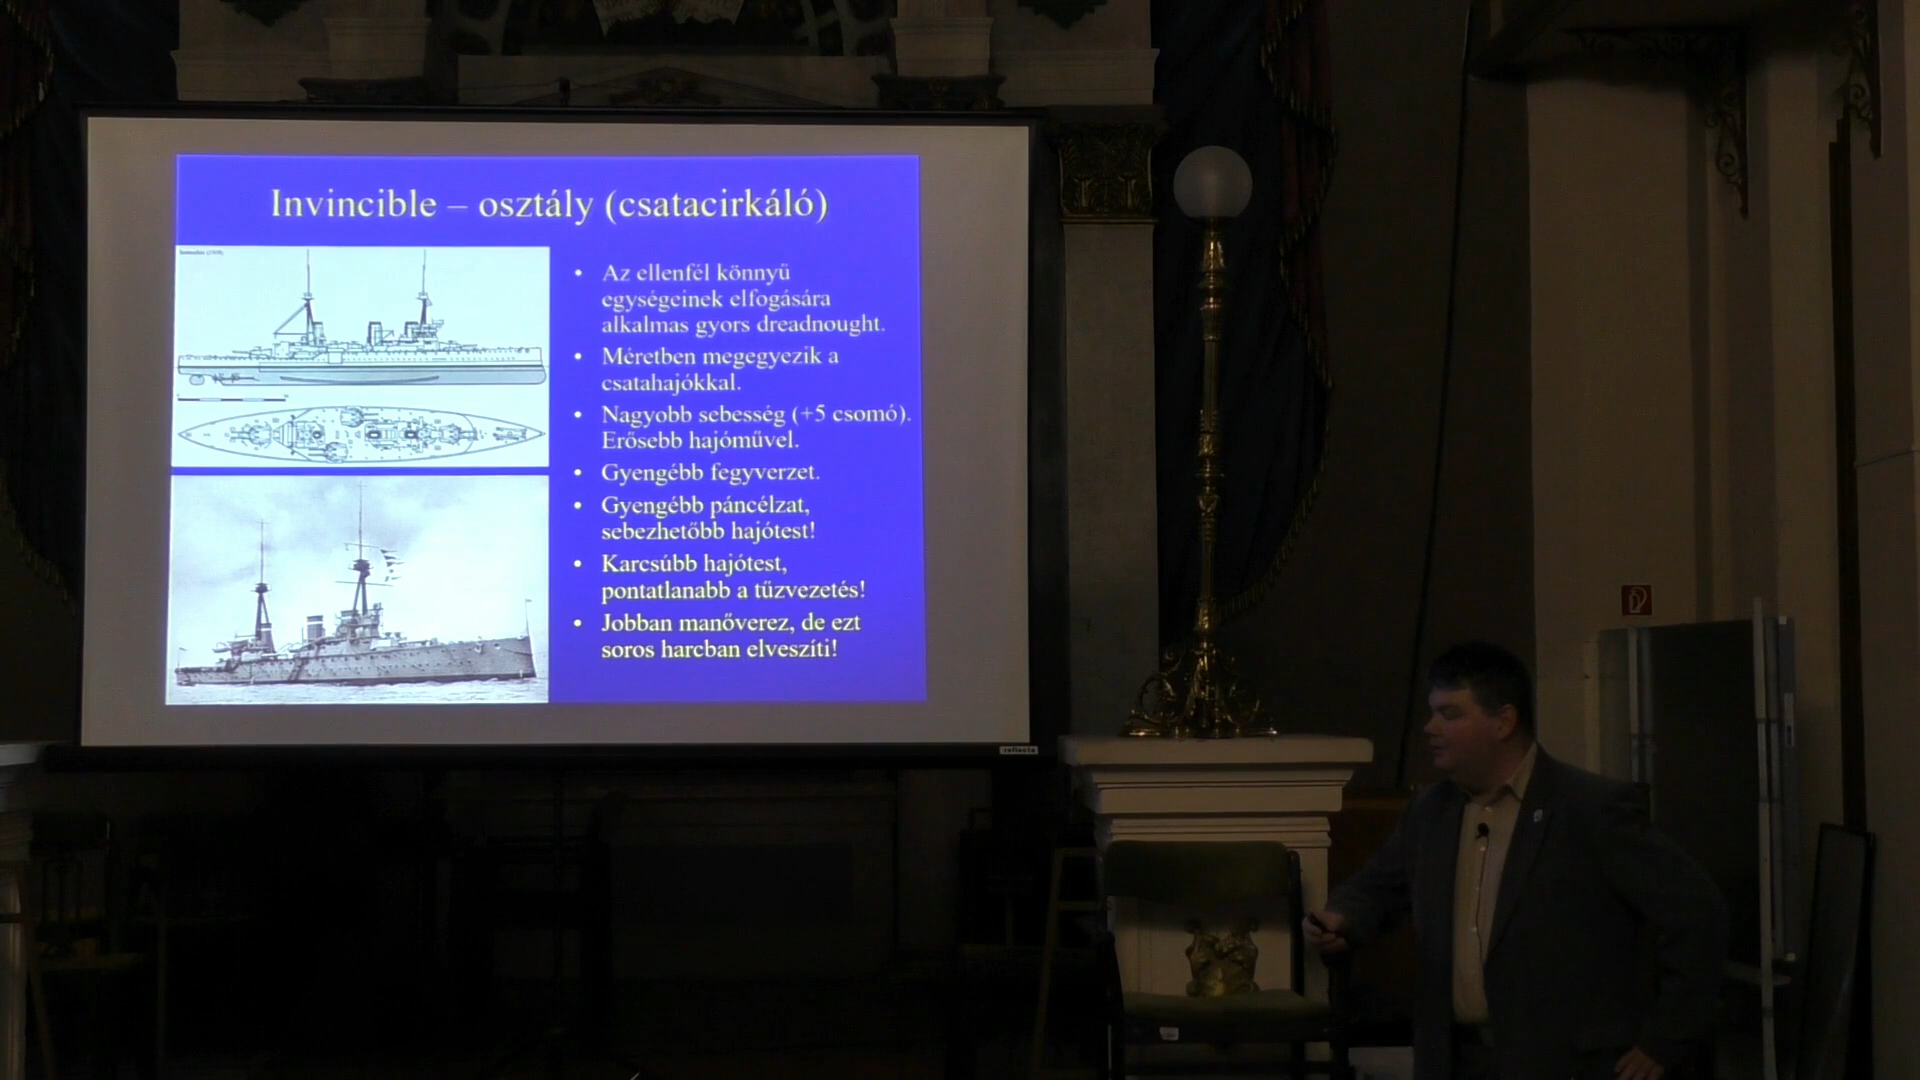 Invincible – osztály (csatacirkáló)
• Az ellenfél könnyű
egységeinek elfogására
alkalmas gyors dreadnought.
• Méretben megegyezik a
csatahajókkal.
• Nagyobb sebesség (+5 csomó).
Erősebb hajóművel.
• Gyengébb fegyverzet.
• Gyengébb páncélzat,
sebezhetőbb hajótest!
• Karcsúbb hajótest,
pontatlanabb a tűzvezetés!
• Jobban manőverez, de ezt
soros harcban elveszíti!
reflecta